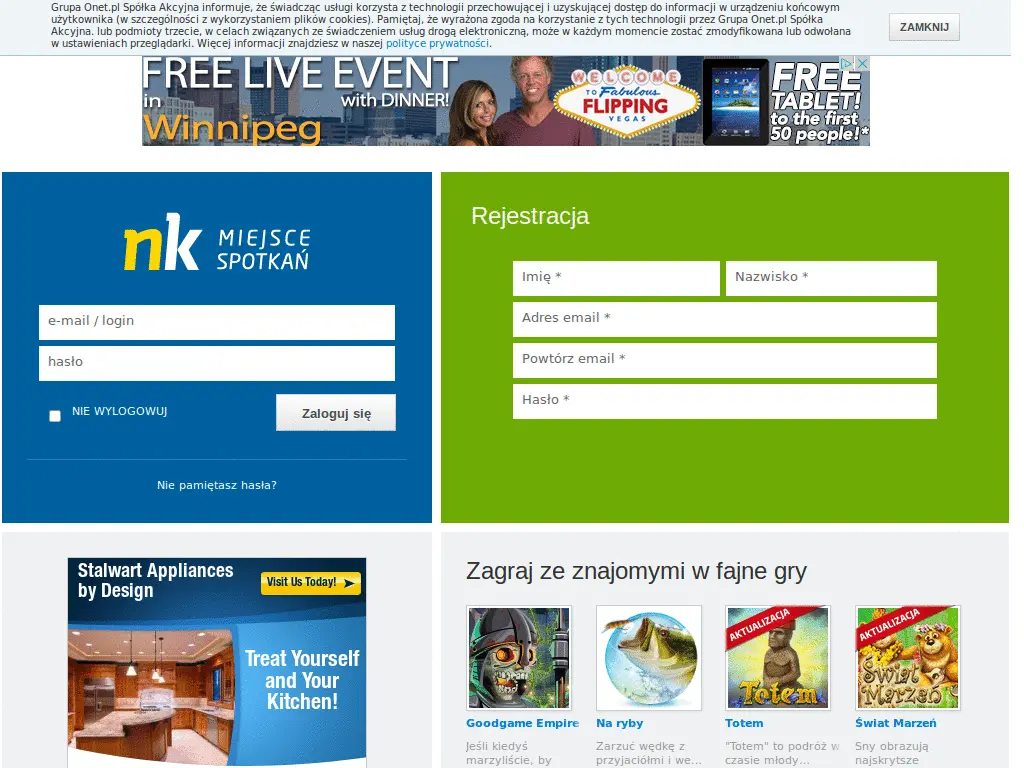 Grupa Onet.pl Spółka Akcyjna informuje, że świadcząc usługi korzysta z technologii przechowującej i uzyskującej dostęp do informacji w urządzeniu końcowym
użytkownika (w szczególności z wykorzystaniem plików cookies). Pamiętaj, że wyrażona zgoda na korzystanie z tych technologii przez Grupa Onet.pl Spółka
Akcyjna. lub podmioty trzecie, w celach związanych ze świadczeniem usług drogą elektroniczną, może w każdym momencie zostać zmodyfikowana lub odwołana
w ustawieniach przeglądarki. Więcej informacji znajdziesz w naszej polityce prywatności.
ZAMKNIJ
FREE LIVE EVENT
in with DINNER!
Winnipeg
WELCOME
TO Fabulous
FLIPPING
VEGAS
FREE
TABLET!
to the first
50 people!*
nk MIEJSCE
SPOTKAŃ
e-mail / login
hasło
NIE WYLOGOWUJ
Zaloguj się
Nie pamiętasz hasła?
Rejestracja
Imię *
Nazwisko *
Adres email *
Powtórz email *
Hasło *
Stalwart Appliances
by Design
Visit Us Today!
Treat Yourself
and Your
Kitchen!
Zagraj ze znajomymi w fajne gry
AKTUALIZACJA
Totem
AKTUALIZACJA
Świat
Marzeń
Goodgame Empire
Na ryby
Totem
Świat Marzeń
Jeśli kiedyś
marzyliście, by
Zarzuć wędkę z
przyjaciółmi i we...
"Totem" to podróż w
czasie młody...
Sny obrazują
najskrytsze